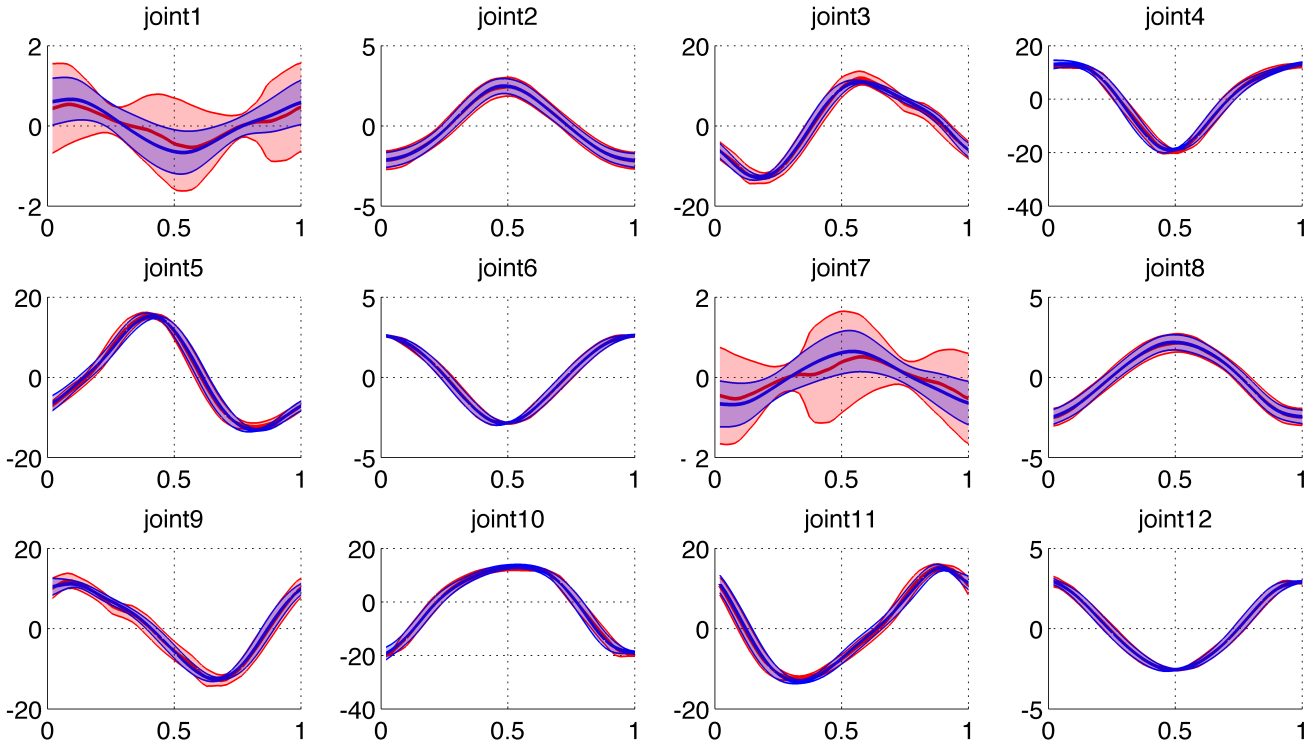 joint1 joint2 joint3 joint4
2 5 20 20
0 0 0 0
-20
-2 -5 -20 -40
0 0.5 1 0 0.5 1 0 0.5 1 0 0.5 1
joint5 joint6 joint7 joint8
20 5 2 5
0 0 0 0
-20 -5 - 2 -5
0 0.5 1 0 0.5 1 0 0.5 1 0 0.5 1
joint9 joint10 joint11 joint12
20 20 20 5
0 0 0 0
-20
-20 -40 -20 -5
0 0.5 1 0 0.5 1 0 0.5 1 0 0.5 1